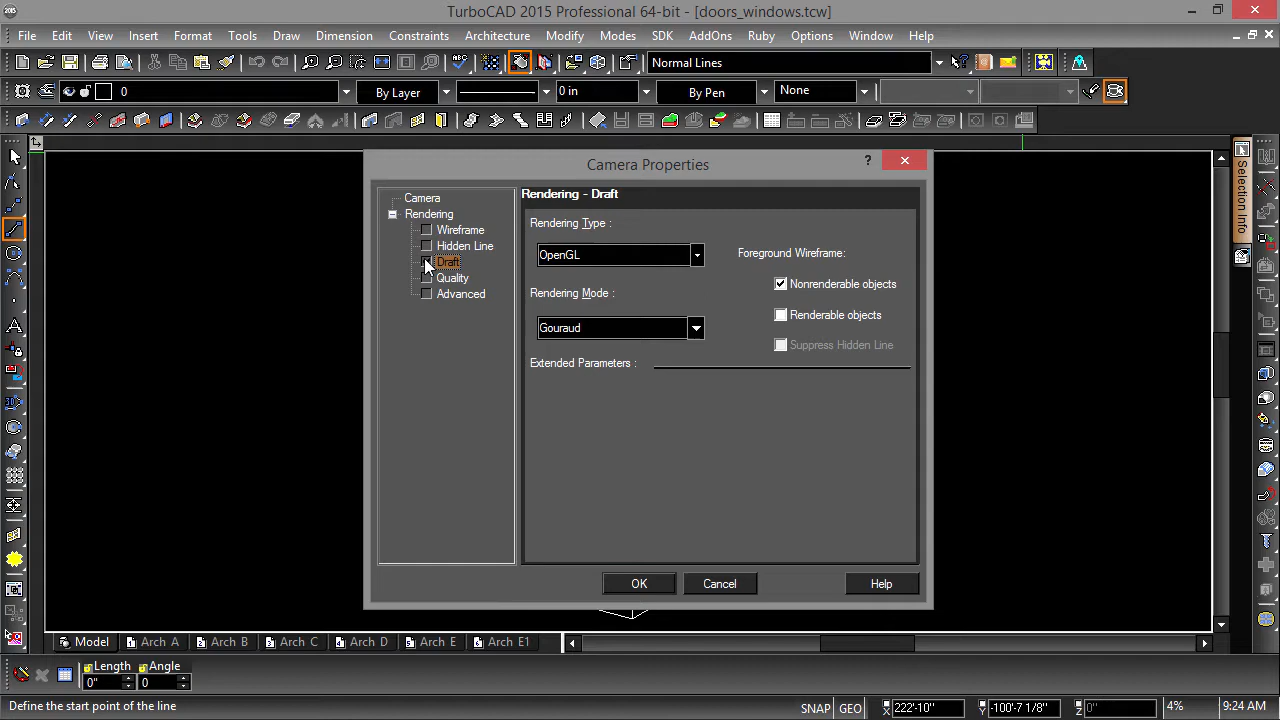 2015 TurboCAD 2015 Professional 64-bit - [doors_windows.tcw]
File Edit View Insert Format Tools Draw Dimension Constraints Architecture Modify Modes SDK AddOns Ruby Options Window Help
Normal Lines
0 By Layer 0 in By Pen None
Camera Properties
?
Camera
Rendering
Wireframe
Hidden Line
Draft
Quality
Advanced
Rendering - Draft
Rendering Type :
OpenGL
Foreground Wireframe:
Nonrenderable objects
Rendering Mode :
Renderable objects
Gouraud
Suppress Hidden Line
Extended Parameters :
OK Cancel Help
Selection Info
Model Arch A Arch B Arch C Arch D Arch E Arch E1
Length Angle
0" 0
Define the start point of the line SNAP GEO X 222'-10" Y -100'-7 1/8" Z 0" 4% 9:24 AM